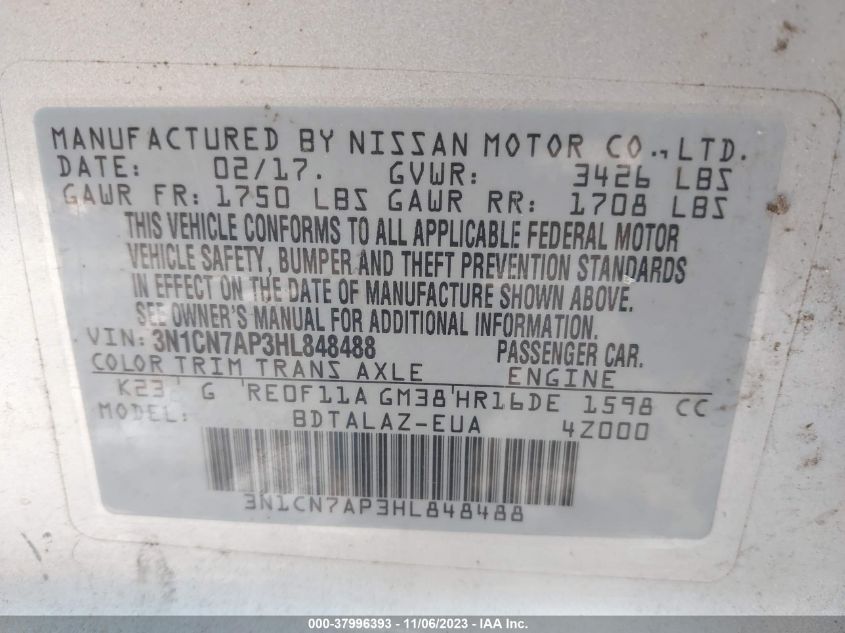 MANUFACTURED BY NISSAN MOTOR CO., LTD.
DATE: 02/17. GVWR: 3426 LBS
GAWR FR: 1750 LBS GAWR RR: 1708 LBS
THIS VEHICLE CONFORMS TO ALL APPLICABLE FEDERAL MOTOR
VEHICLE SAFETY, BUMPER AND THEFT PREVENTION STANDARDS
IN EFFECT ON THE DATE OF MANUFACTURE SHOWN ABOVE.
SEE OWNER'S MANUAL FOR ADDITIONAL INFORMATION.
VIN: 3N1CN7AP3HL848488 PASSENGER CAR.
COLOR TRIM TRANS AXLE ENGINE
K23 G RE0F11A GM38 HR16DE 1598 CC
MODEL: BDTALAZ-EUA 4Z000
3N1CN7AP3HL848488
000-37996393 - 11/06/2023 - IAA Inc.